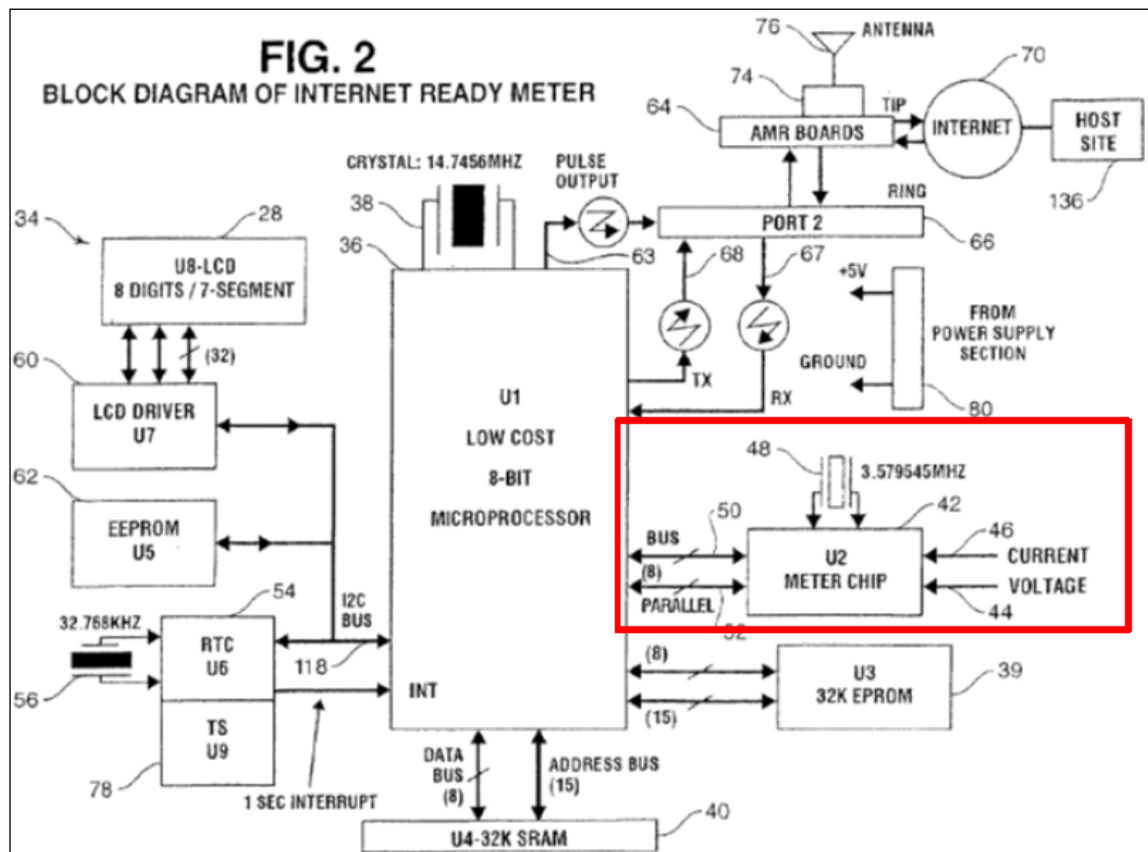 FIG. 2
BLOCK DIAGRAM OF INTERNET READY METER
76
ANTENNA
70
74
64
TIP
AMR BOARDS
INTERNET
HOST
SITE
136
CRYSTAL: 14.7456MHZ
PULSE
OUTPUT
RING
38
34
28
36
63
PORT 2
66
68
67
U8-LCD
8 DIGITS / 7-SEGMENT
+5V
FROM
POWER SUPPLY
SECTION
(32)
60
GROUND
TX
RX
80
LCD DRIVER
U7
U1
LOW COST
8-BIT
MICROPROCESSOR
48
3.579545MHZ
62
42
EEPROM
U5
50
BUS
46
(8)
U2
METER CHIP
CURRENT
VOLTAGE
PARALLEL
44
52
54
I2C
BUS
32.768KHZ
RTC
U6
118
(8)
U3
32K EPROM
39
56
INT
(15)
TS
U9
DATA
BUS
(8)
ADDRESS BUS
(15)
78
1 SEC INTERRUPT
40
U4-32K SRAM